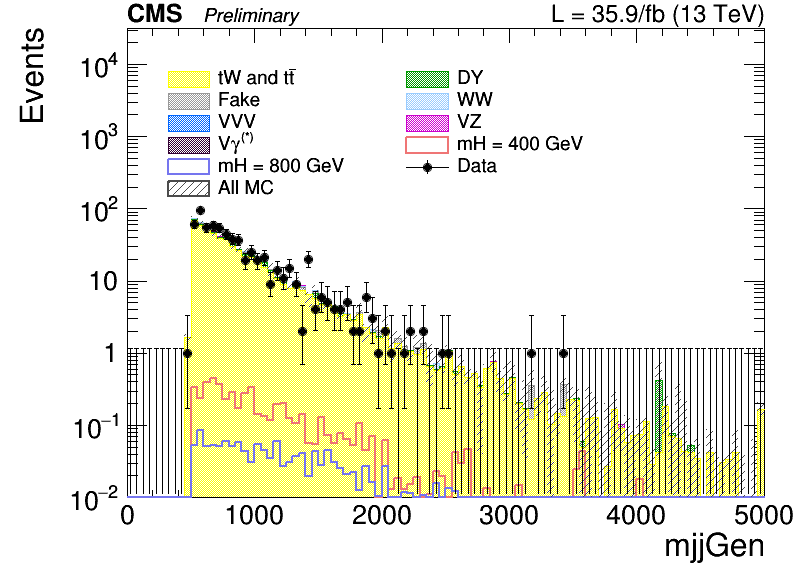 CMS Preliminary L = 35.9/fb (13 TeV)
Events
10⁴
10³
10²
10
1
10⁻¹
10⁻²
tW and tt̄
Fake
VVV
Vγ(*)
mH = 800 GeV
All MC
DY
WW
VZ
mH = 400 GeV
Data
0 1000 2000 3000 4000 5000
mjjGen